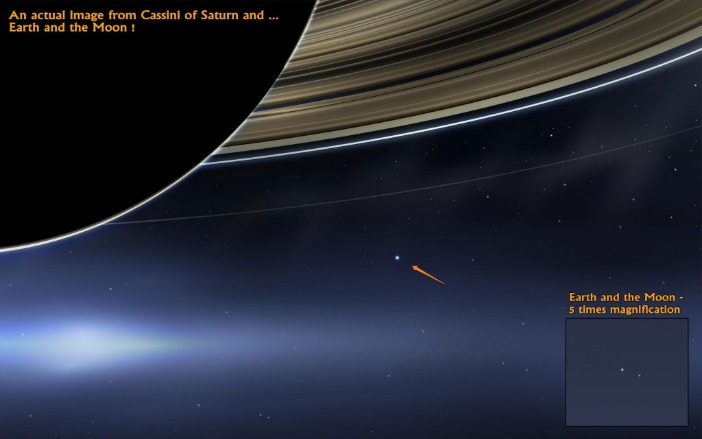 An actual image from Cassini of Saturn and ...
Earth and the Moon !
Earth and the Moon -
5 times magnification